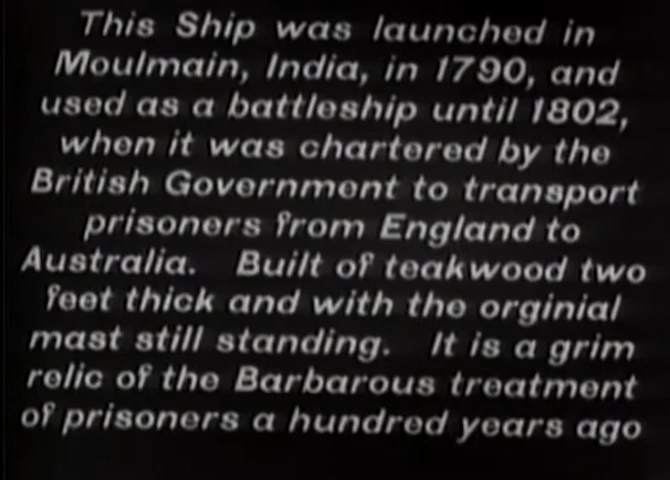 This Ship was launched in
Moulmain, India, in 1790, and
used as a battleship until 1802,
when it was chartered by the
British Government to transport
prisoners from England to
Australia. Built of teakwood two
feet thick and with the orginial
mast still standing. It is a grim
relic of the Barbarous treatment
of prisoners a hundred years ago